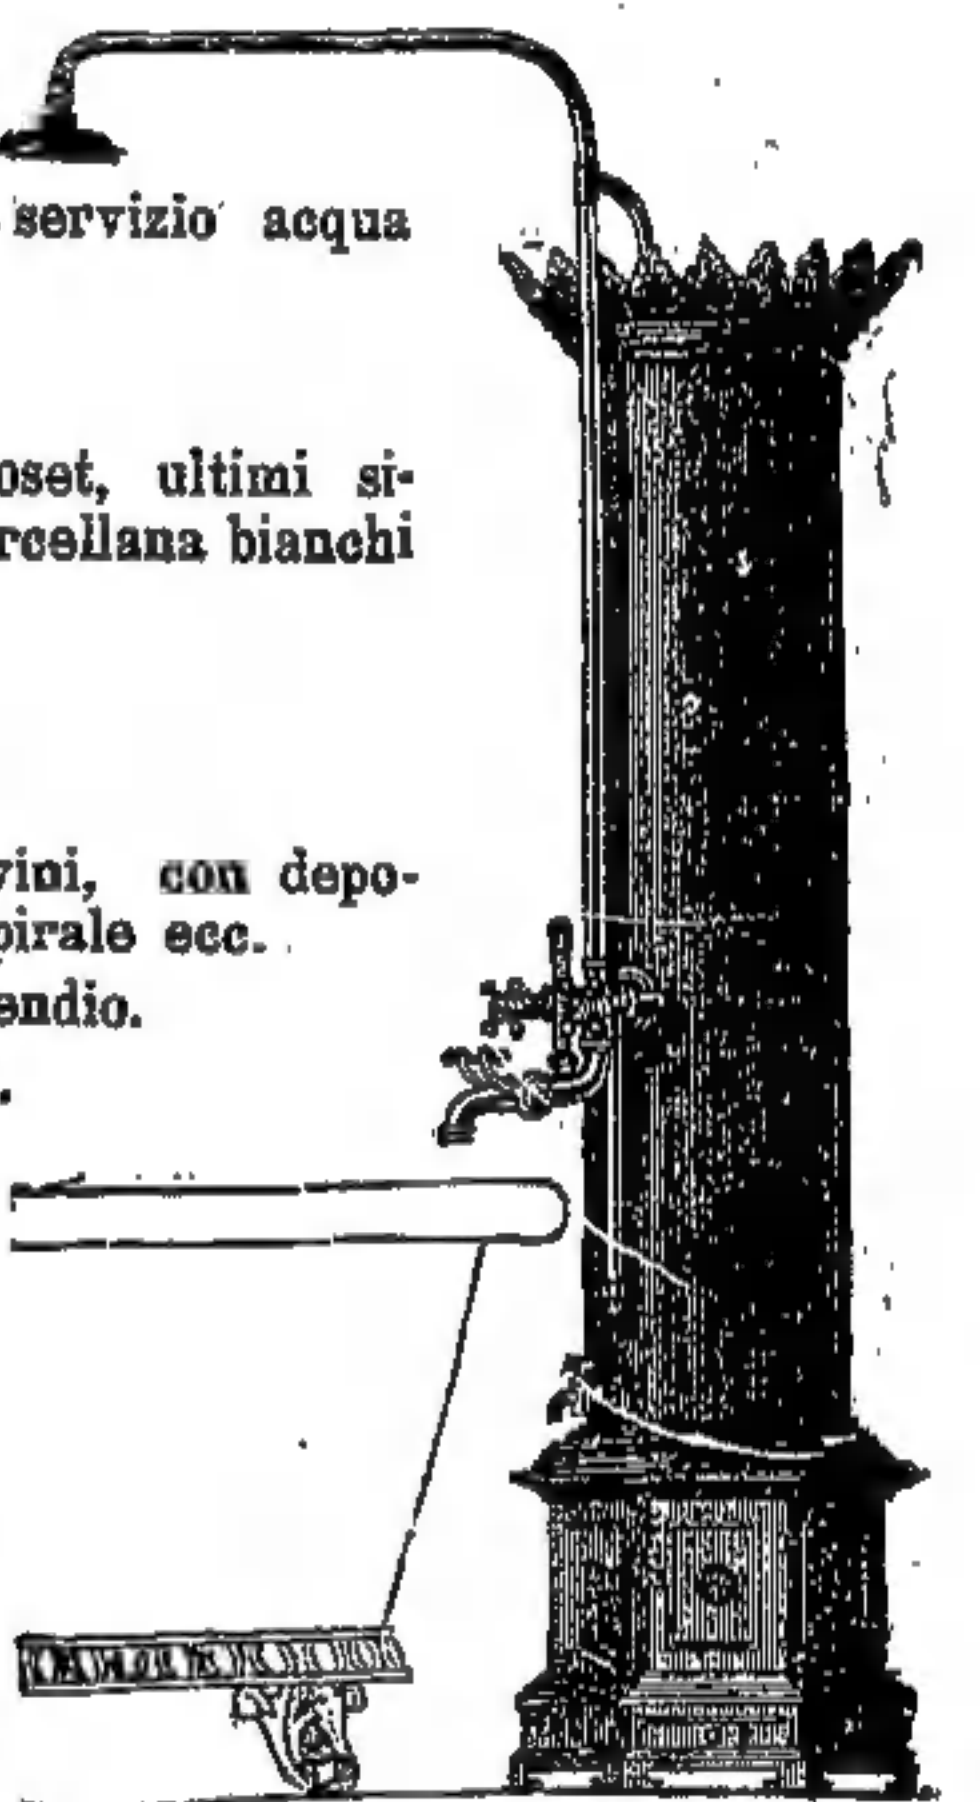 servizio acqua
oset, ultimi si-
rcellana bianchi
vini, con depo-
pirale ecc.
endio.